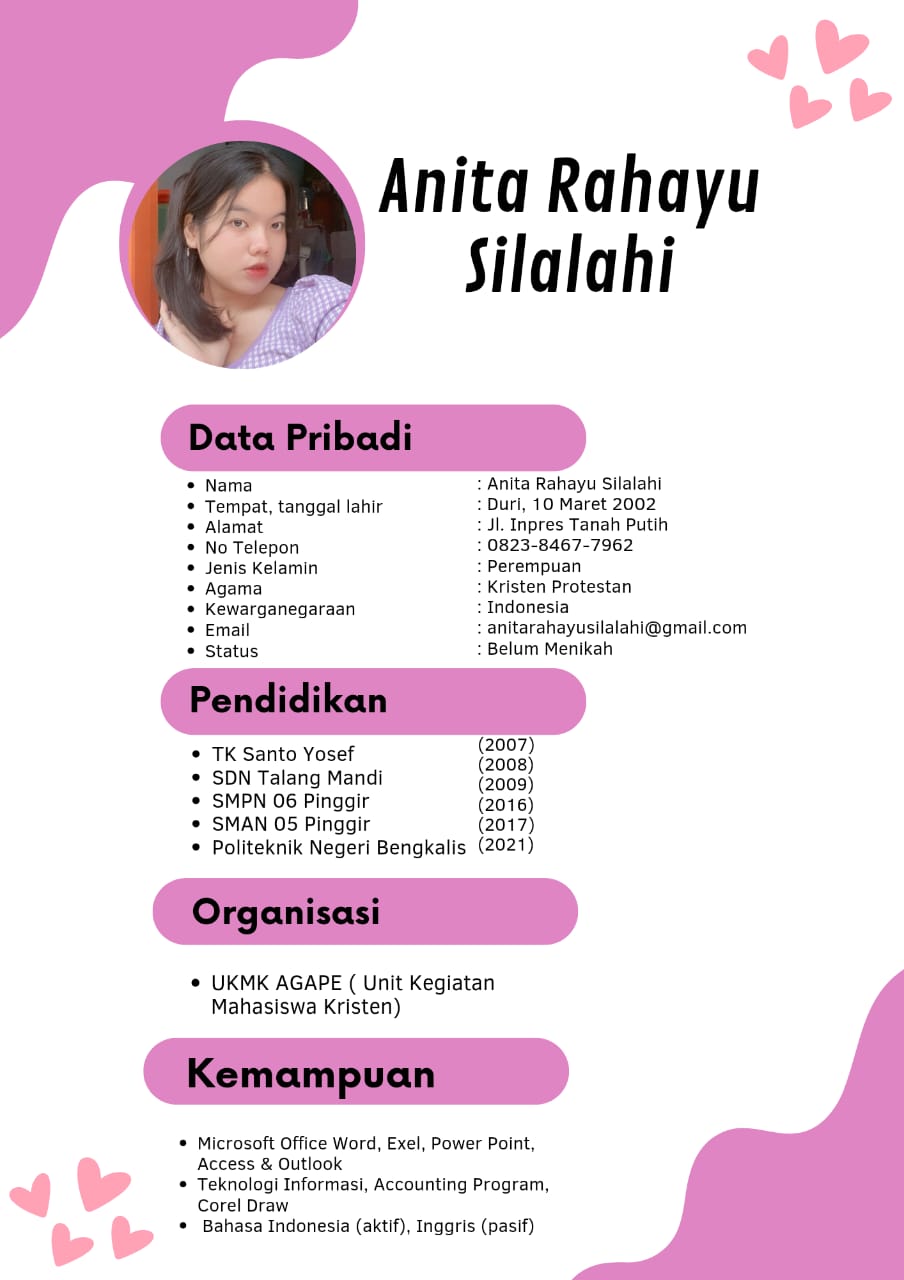 Anita Rahayu
Silalahi
Data Pribadi
Nama : Anita Rahayu Silalahi
Tempat, tanggal lahir : Duri, 10 Maret 2002
Alamat : Jl. Inpres Tanah Putih
No Telepon : 0823-8467-7962
Jenis Kelamin : Perempuan
Agama : Kristen Protestan
Kewarganegaraan : Indonesia
Email : anitarahayusilalahi@gmail.com
Status : Belum Menikah
Pendidikan
TK Santo Yosef
SDN Talang Mandi
SMPN 06 Pinggir
SMAN 05 Pinggir
Politeknik Negeri Bengkalis
(2007)
(2008)
(2009)
(2016)
(2017)
(2021)
Organisasi
UKMK AGAPE ( Unit Kegiatan
Mahasiswa Kristen)
Kemampuan
Microsoft Office Word, Exel, Power Point,
Access & Outlook
Teknologi Informasi, Accounting Program,
Corel Draw
Bahasa Indonesia (aktif), Inggris (pasif)